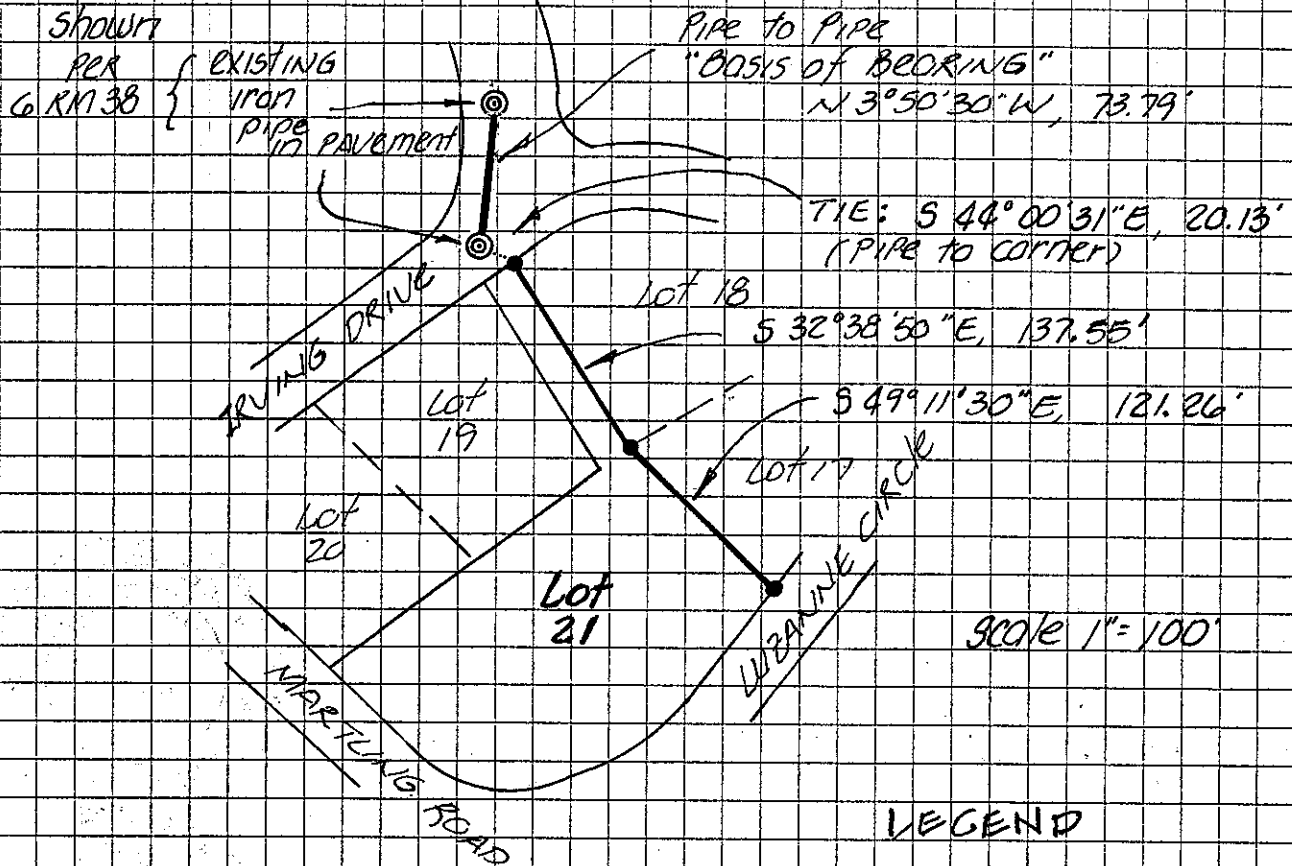 Shown
PER
6 RM 38
existing
iron
pipe
in PAVEMENT
Pipe to Pipe
"BASIS of BEARING"
N 3°50'30"W, 73.79'
TIE: S 44°00'31"E, 20.13'
(PIPE to corner)
Lot 18
S 32°38'50"E, 137.55'
S 49°11'30"E, 121.26'
IRVING DRIVE
Lot
19
Lot 17
Lot
20
Lot
21
LUZANNE CIRCLE
scale 1"=100'
MARTLING ROAD
LEGEND